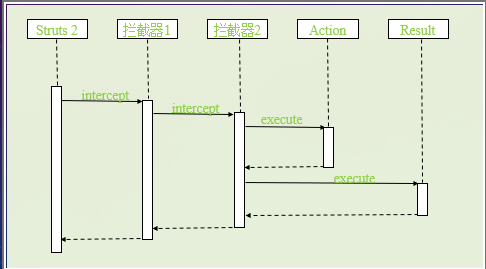 Struts 2
拦截器1
拦截器2
Action
Result
intercept
intercept
execute
execute